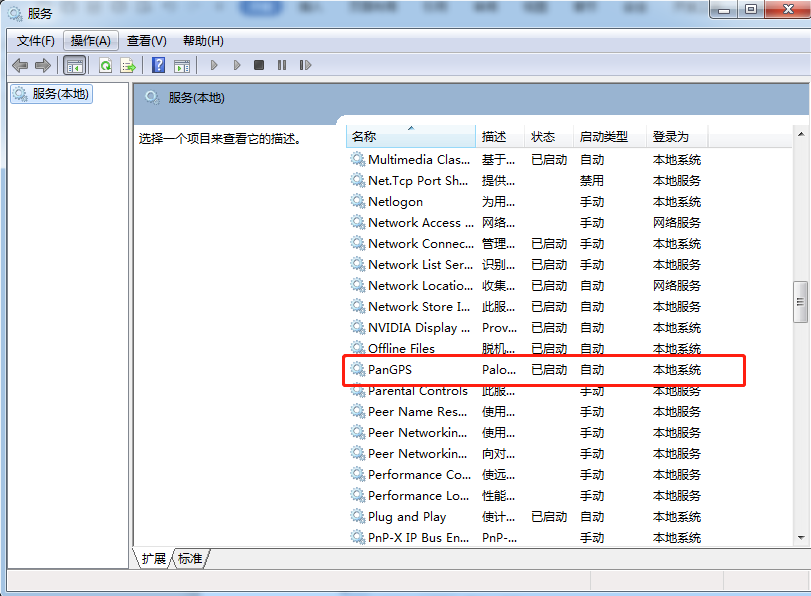 服务
文件(F) 操作(A) 查看(V) 帮助(H)
服务(本地)
服务(本地)
选择一个项目来查看它的描述。
名称 描述 状态 启动类型 登录为
Multimedia Clas... 基于... 已启动 自动 本地系统
Net.Tcp Port Sh... 提供... 禁用 本地服务
Netlogon 为用... 手动 本地系统
Network Access ... 网络... 手动 网络服务
Network Connec... 管理... 已启动 手动 本地系统
Network List Ser... 识别... 已启动 手动 本地服务
Network Locatio... 收集... 已启动 自动 网络服务
Network Store I... 此服... 已启动 自动 本地服务
NVIDIA Display ... Prov... 已启动 自动 本地系统
Offline Files 脱机... 已启动 自动 本地系统
PanGPS Palo... 已启动 自动 本地系统
Parental Controls 此服... 手动 本地服务
Peer Name Res... 使用... 手动 本地服务
Peer Networkin... 使用... 手动 本地服务
Peer Networkin... 向对... 手动 本地服务
Performance Co... 使远... 手动 本地服务
Performance Lo... 性能... 手动 本地服务
Plug and Play 使计... 已启动 自动 本地系统
PnP-X IP Bus En... PnP-... 手动 本地系统
扩展 标准